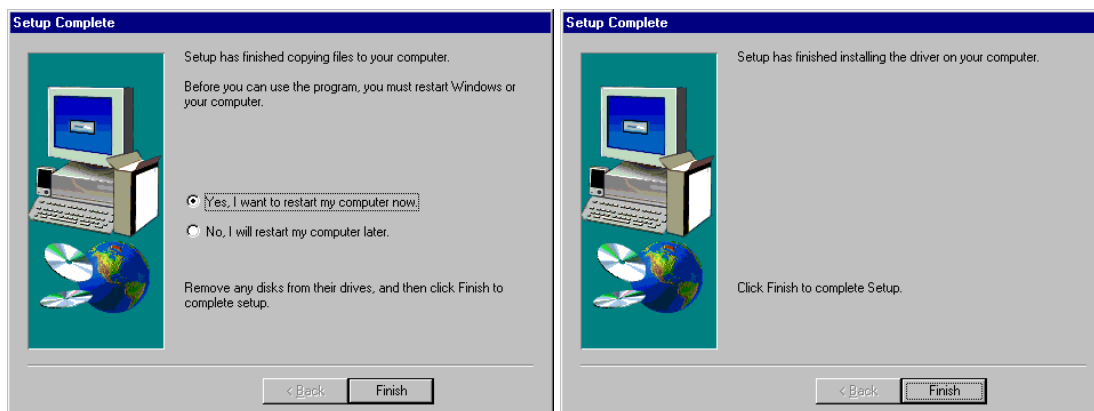 Setup Complete
Setup has finished copying files to your computer.
Before you can use the program, you must restart Windows or
your computer.
Yes, I want to restart my computer now.
No, I will restart my computer later.
Remove any disks from their drives, and then click Finish to
complete setup.
< Back
Finish
Setup Complete
Setup has finished installing the driver on your computer.
Click Finish to complete Setup.
< Back
Finish